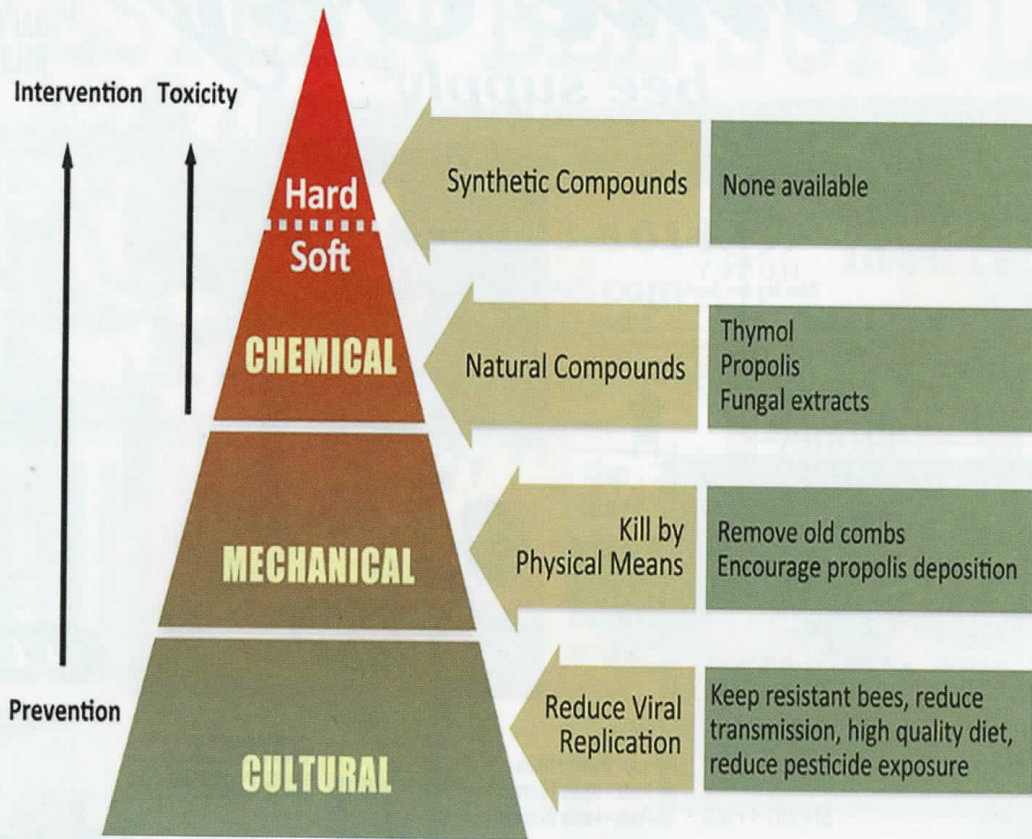 bee supply
Intervention Toxicity
Hard
Soft
Synthetic Compounds
None available
CHEMICAL
Natural Compounds
Thymol
Propolis
Fungal extracts
MECHANICAL
Kill by
Physical Means
Remove old combs
Encourage propolis deposition
Prevention
CULTURAL
Reduce Viral
Replication
Keep resistant bees, reduce
transmission, high quality diet,
reduce pesticide exposure